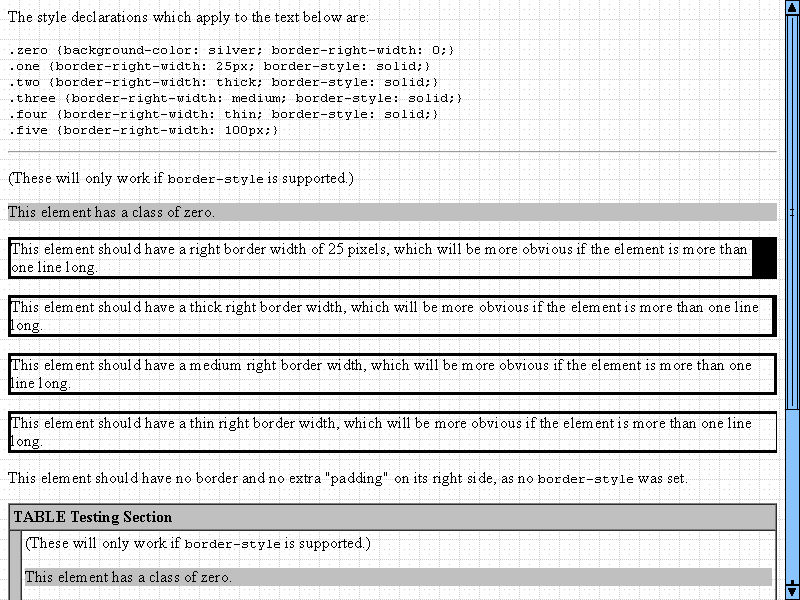 The style declarations which apply to the text below are:
.zero {background-color: silver; border-right-width: 0;}
.one {border-right-width: 25px; border-style: solid;}
.two {border-right-width: thick; border-style: solid;}
.three {border-right-width: medium; border-style: solid;}
.four {border-right-width: thin; border-style: solid;}
.five {border-right-width: 100px;}
(These will only work if border-style is supported.)
This element has a class of zero.
This element should have a right border width of 25 pixels, which will be more obvious if the element is more than
one line long.
This element should have a thick right border width, which will be more obvious if the element is more than one line
long.
This element should have a medium right border width, which will be more obvious if the element is more than one
line long.
This element should have a thin right border width, which will be more obvious if the element is more than one line
long.
This element should have no border and no extra "padding" on its right side, as no border-style was set.
TABLE Testing Section
(These will only work if border-style is supported.)
This element has a class of zero.